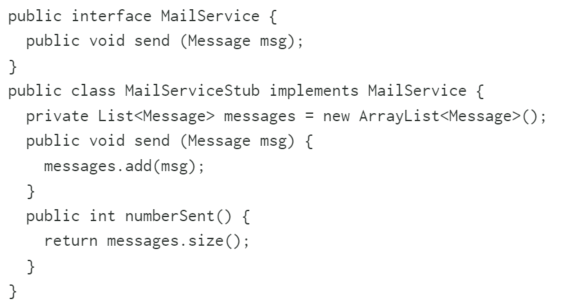 public interface MailService {
  public void send (Message msg);
}
public class MailServiceStub implements MailService {
  private List<Message> messages = new ArrayList<Message>();
  public void send (Message msg) {
    messages.add(msg);
  }
  public int numberSent() {
    return messages.size();
  }
}